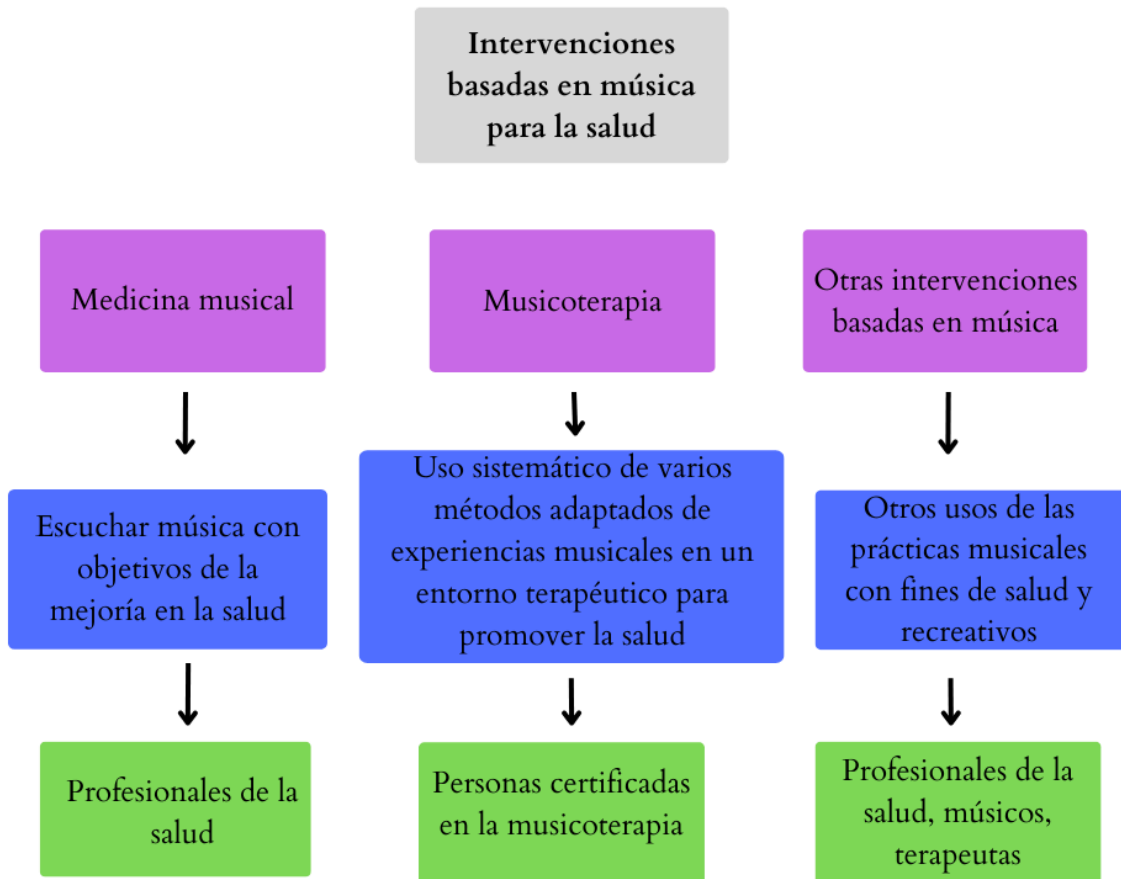 Intervenciones
basadas en música
para la salud
Medicina musical
Musicoterapia
Otras intervenciones
basadas en música
Escuchar música con
objetivos de la
mejoría en la salud
Uso sistemático de varios
métodos adaptados de
experiencias musicales en un
entorno terapéutico para
promover la salud
Otros usos de las
prácticas musicales
con fines de salud y
recreativos
Profesionales de la
salud
Personas certificadas
en la musicoterapia
Profesionales de la
salud, músicos,
terapeutas